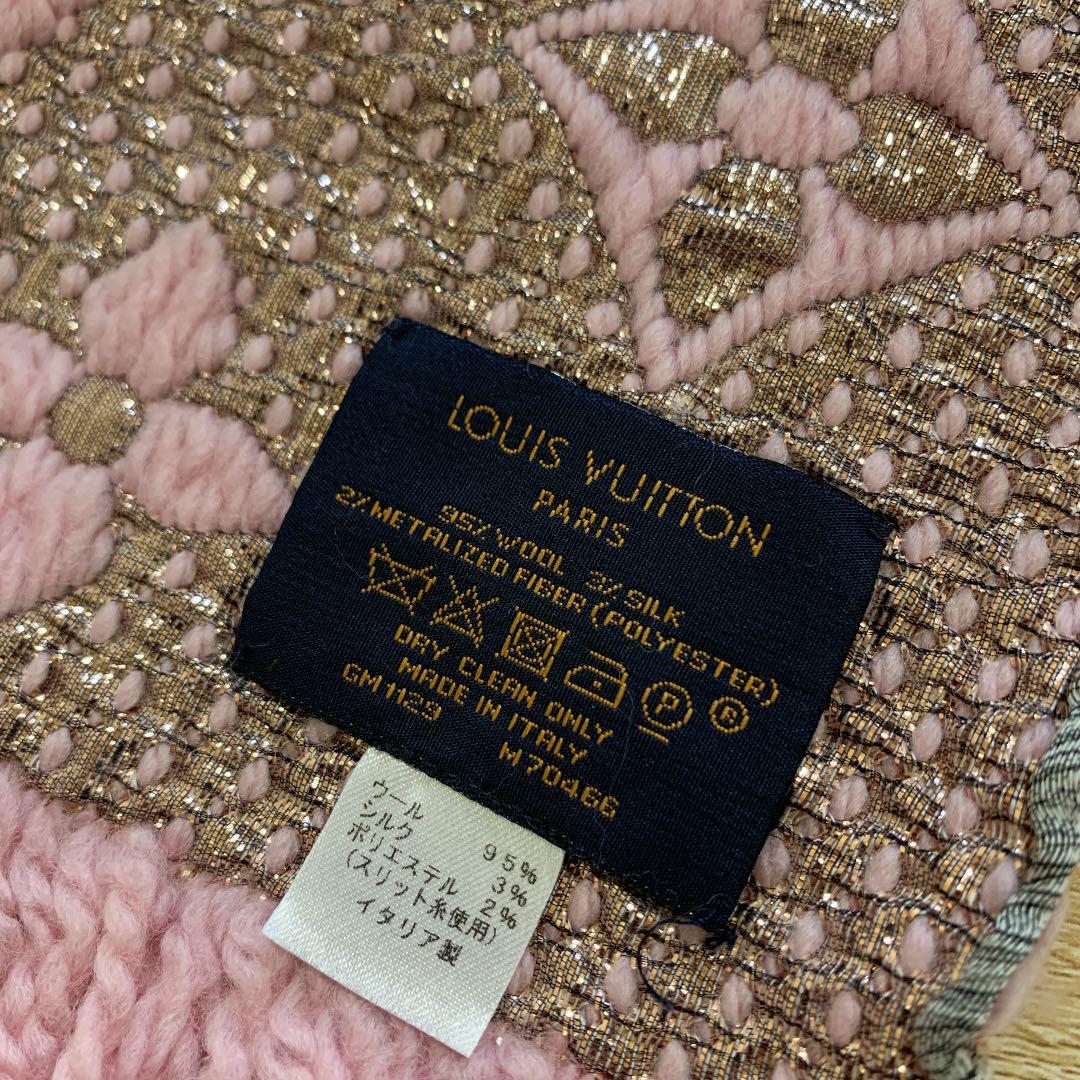 LOUIS VUITTON
PARIS
95% WOOL 3% SILK
2% METALIZED FIBER (POLYESTER)
P B
DRY CLEAN ONLY
MADE IN ITALY
GM1129 M70466
ウール 95%
シルク 3%
ポリエステル 2%
(スリット糸使用)
イタリア製